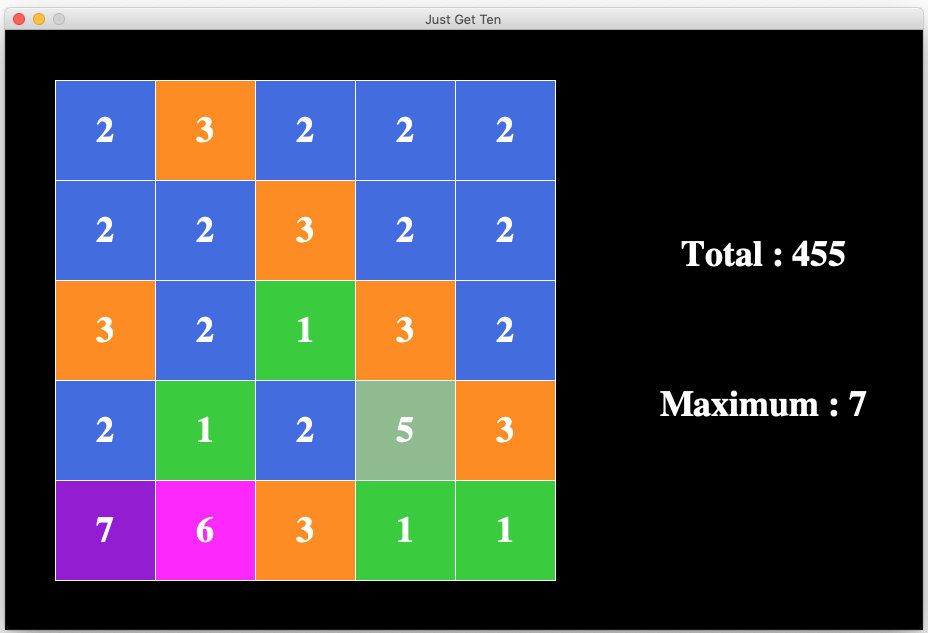 Just Get Ten
2 3 2 2 2
2 2 3 2 2
Total : 455
3 2 1 3 2
2 1 2 5 3
Maximum : 7
7 6 3 1 1